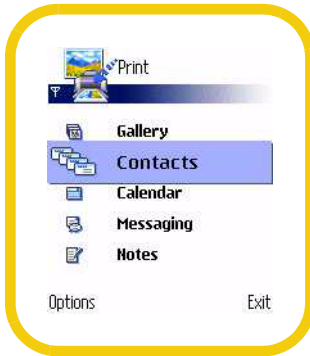 Print
Gallery
Contacts
Calendar
Messaging
Notes
Options Exit